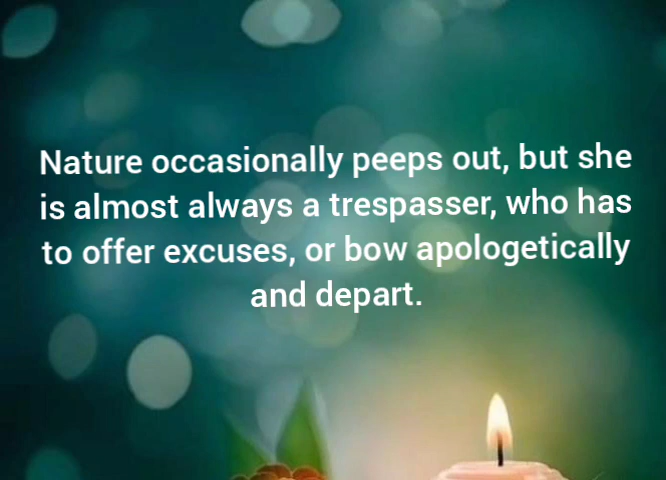 Nature occasionally peeps out, but she
is almost always a trespasser, who has
to offer excuses, or bow apologetically
and depart.